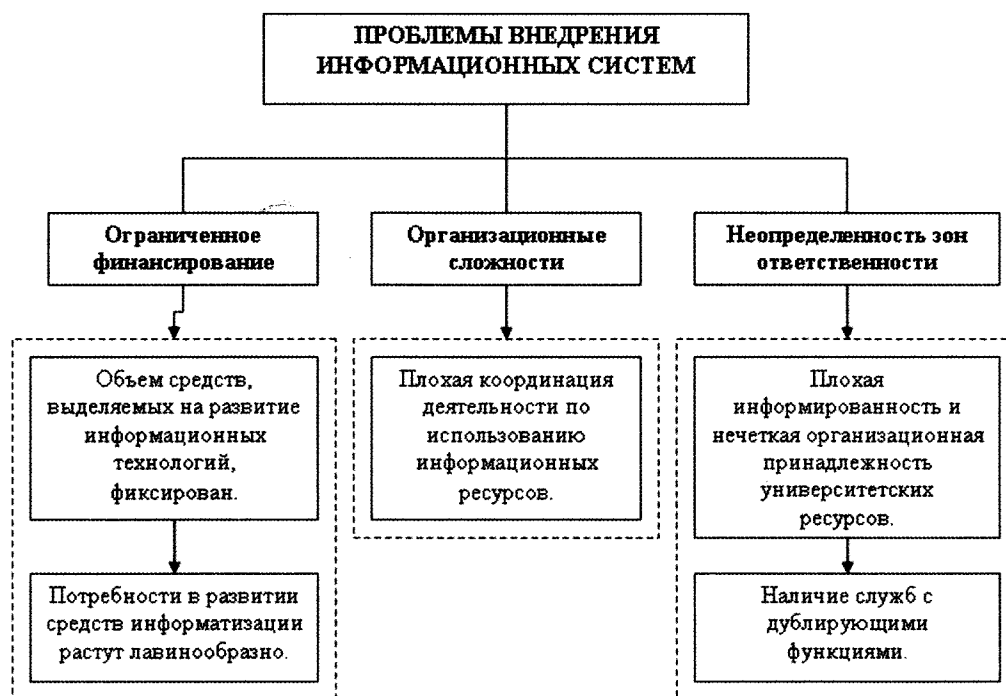 ПРОБЛЕМЫ ВНЕДРЕНИЯ
ИНФОРМАЦИОННЫХ СИСТЕМ
Ограниченное
финансирование
Организационные
сложности
Неопределенность зон
ответственности
Объем средств,
выделяемых на развитие
информационных
технологий,
фиксирован.
Плохая координация
деятельности по
использованию
информационных
ресурсов.
Плохая
информированность и
нечеткая организационная
принадлежность
университетских
ресурсов.
Потребности в развитии
средств информатизации
растут лавинообразно.
Наличие служб с
дублирующими
функциями.